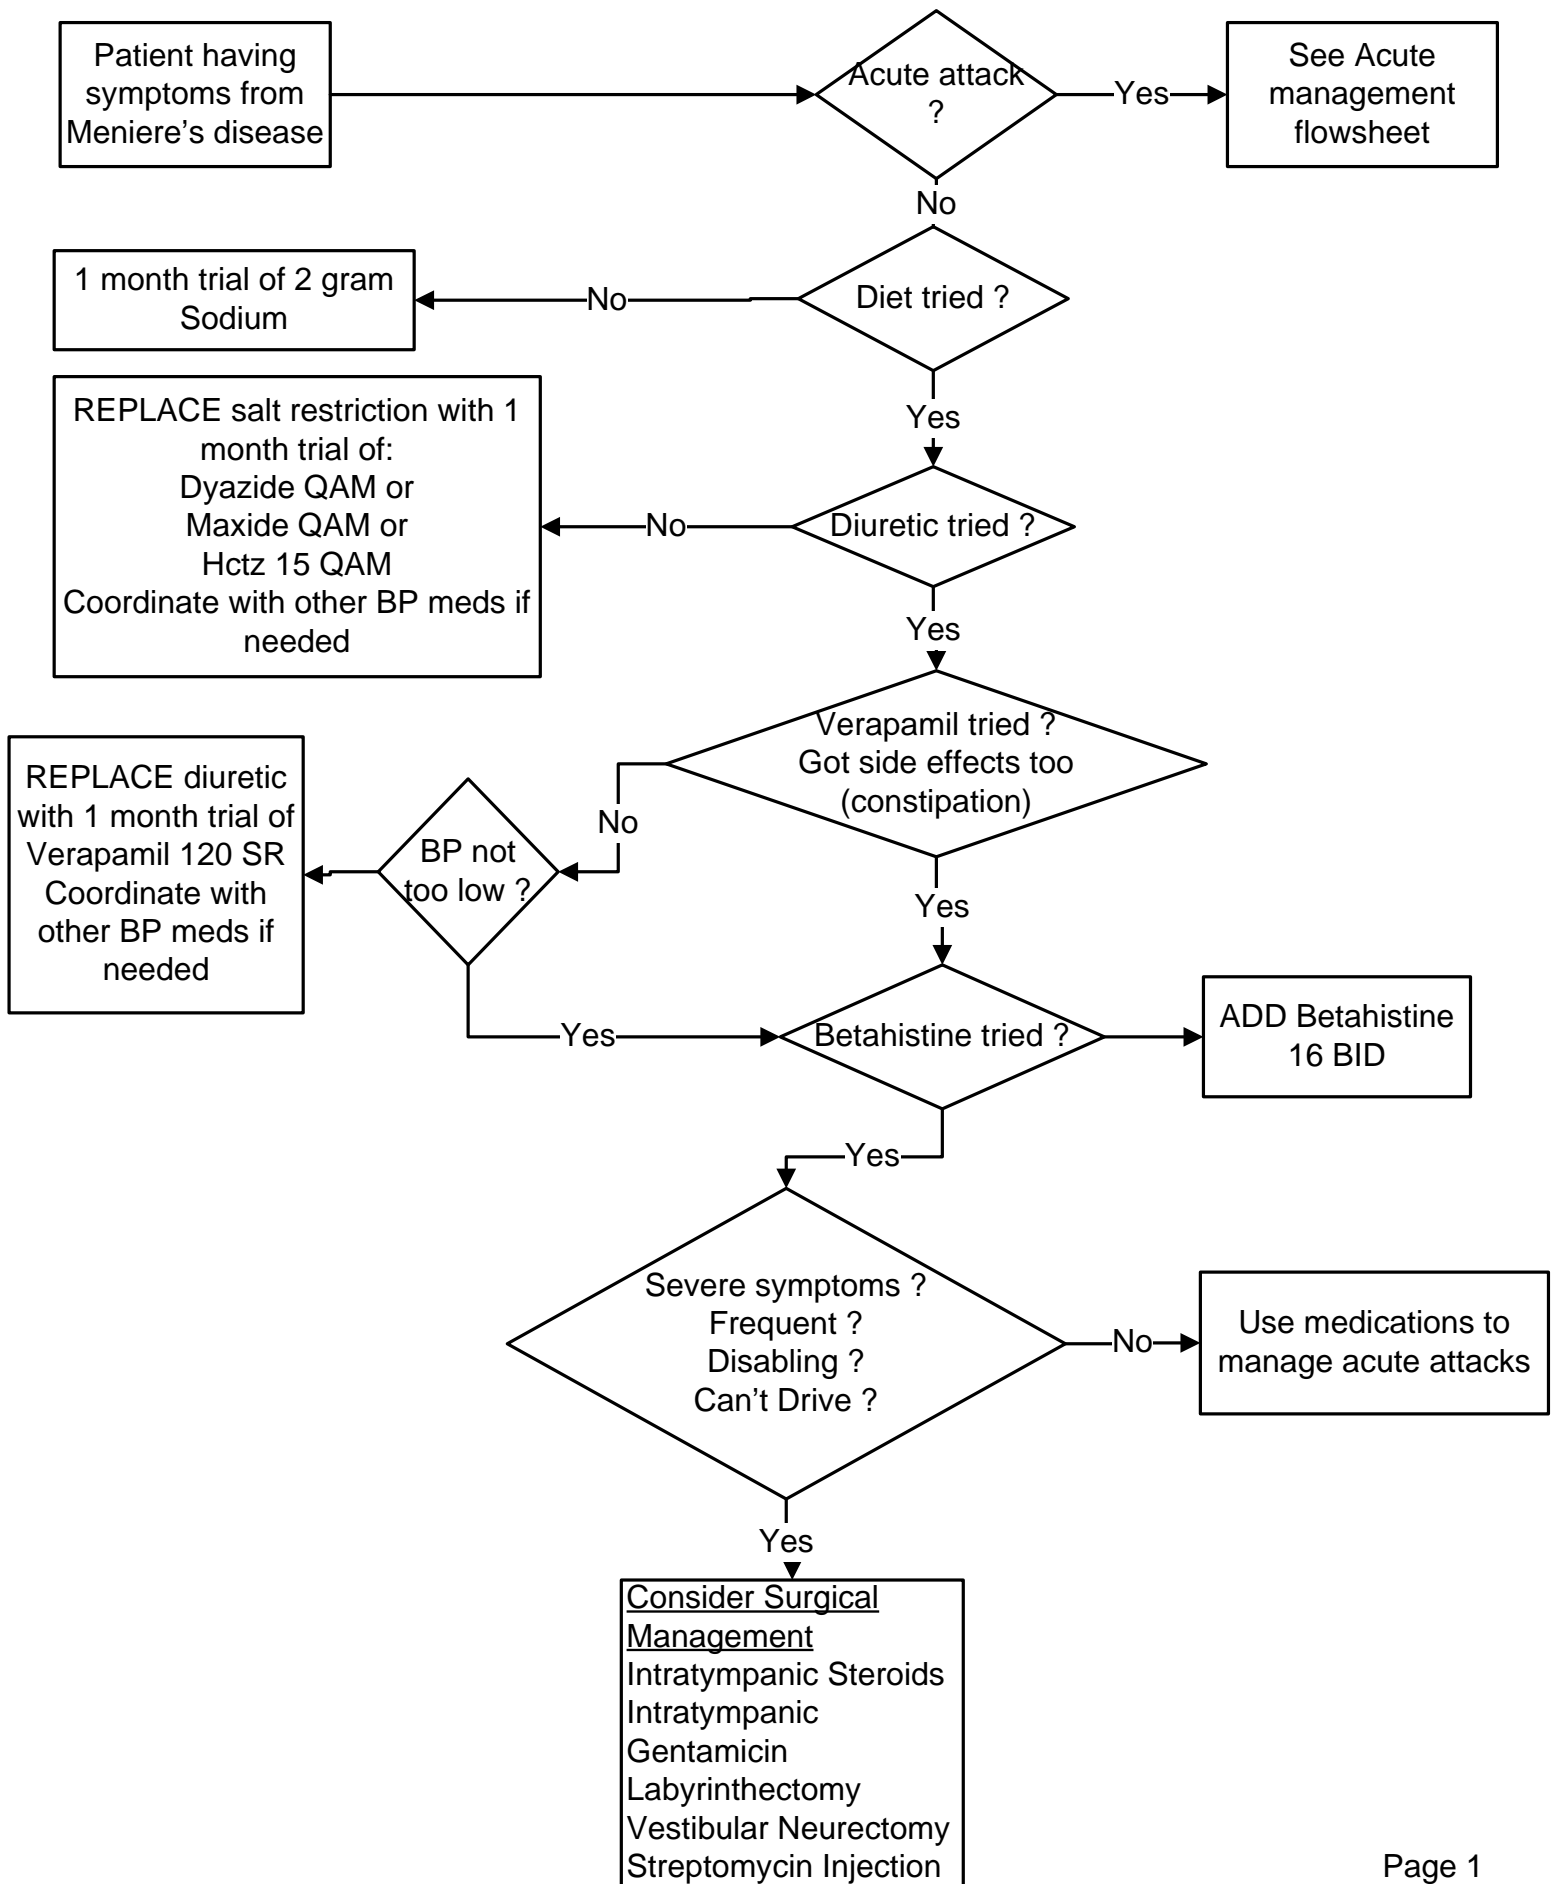 Patient having
symptoms from
Meniere's disease
Acute attack
?
Yes
See Acute
management
flowsheet
No
1 month trial of 2 gram
Sodium
No
Diet tried ?
Yes
REPLACE salt restriction with 1
month trial of:
Dyazide QAM or
Maxide QAM or
Hctz 15 QAM
Coordinate with other BP meds if
needed
No
Diuretic tried ?
Yes
Verapamil tried ?
Got side effects too
(constipation)
No
REPLACE diuretic
with 1 month trial of
Verapamil 120 SR
Coordinate with
other BP meds if
needed
BP not
too low ?
Yes
Yes
Betahistine tried ?
ADD Betahistine
16 BID
Yes
Severe symptoms ?
Frequent ?
Disabling ?
Can't Drive ?
No
Use medications to
manage acute attacks
Yes
Consider Surgical
Management
Intratympanic Steroids
Intratympanic
Gentamicin
Labyrinthectomy
Vestibular Neurectomy
Streptomycin Injection
Page 1